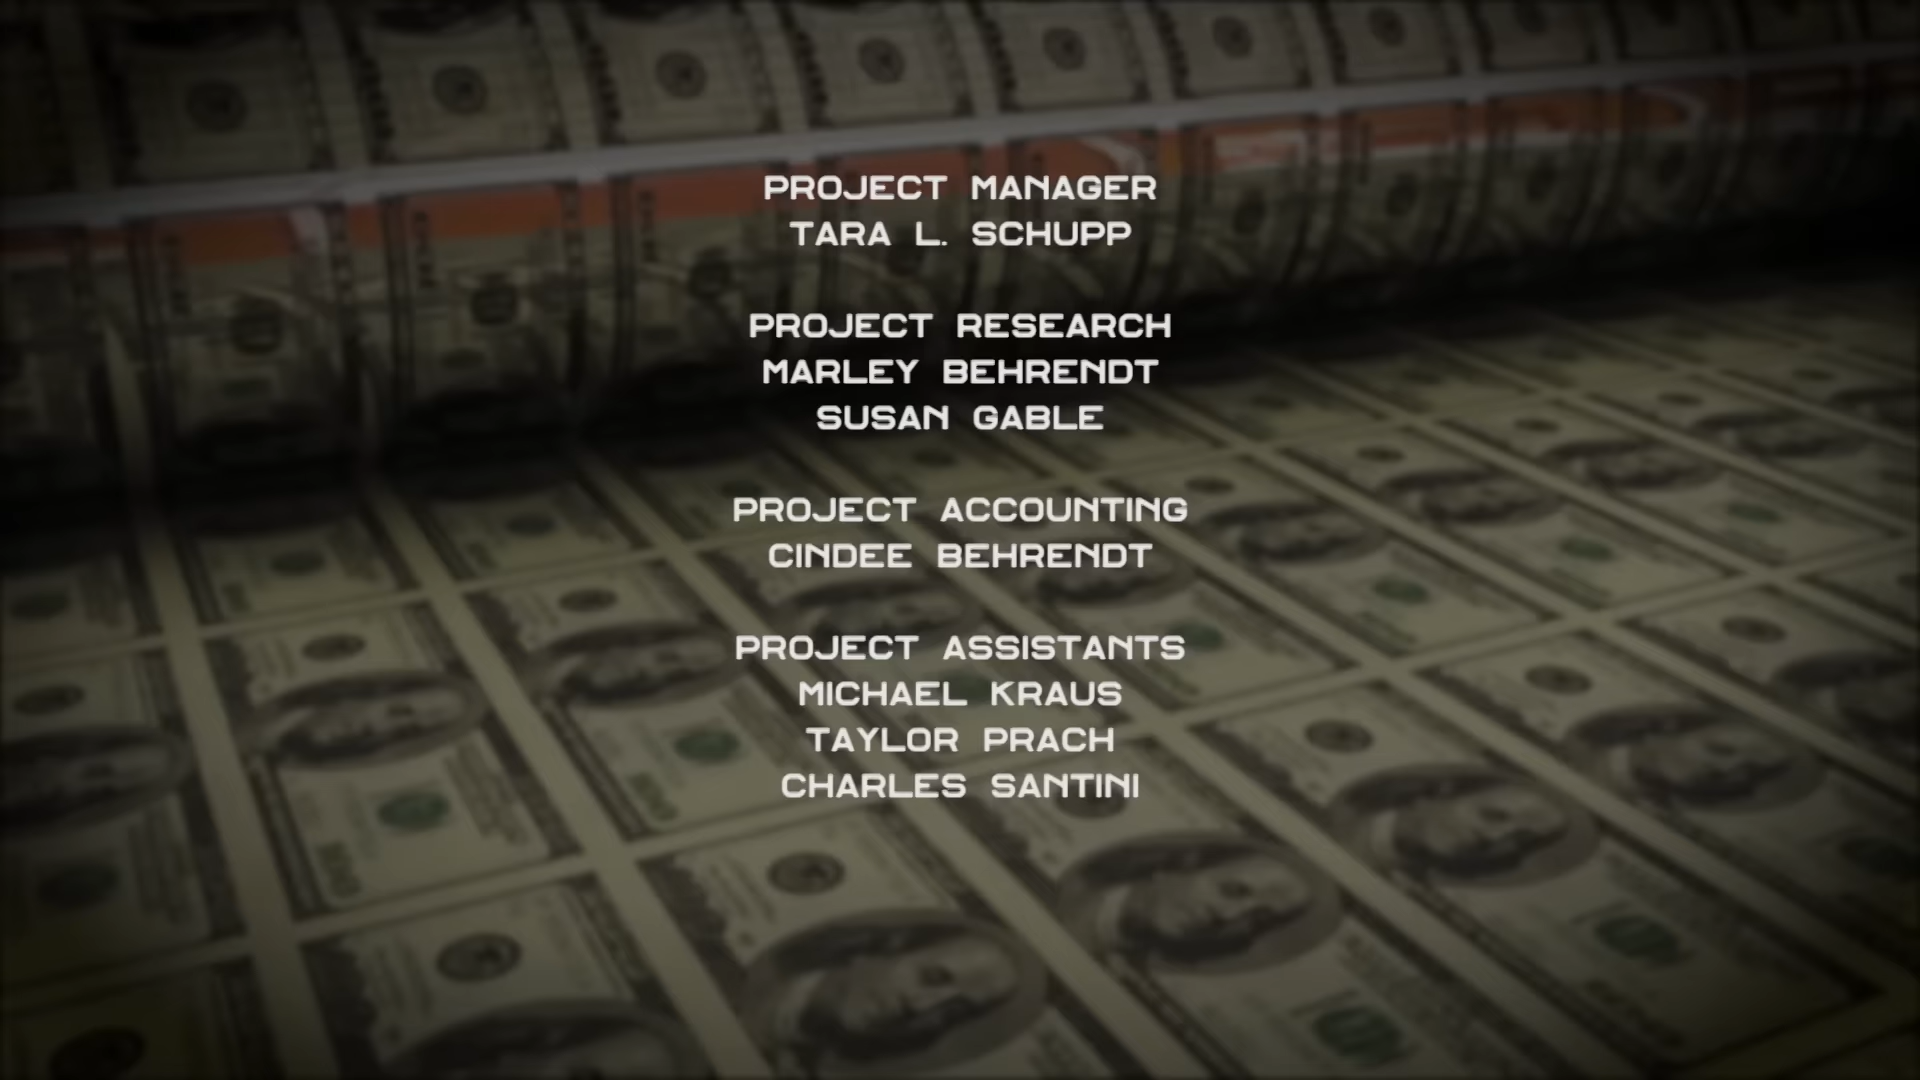 PROJECT MANAGER
TARA L. SCHUPP
PROJECT RESEARCH
MARLEY BEHRENDT
SUSAN GABLE
PROJECT ACCOUNTING
CINDEE BEHRENDT
PROJECT ASSISTANTS
MICHAEL KRAUS
TAYLOR PRACH
CHARLES SANTINI